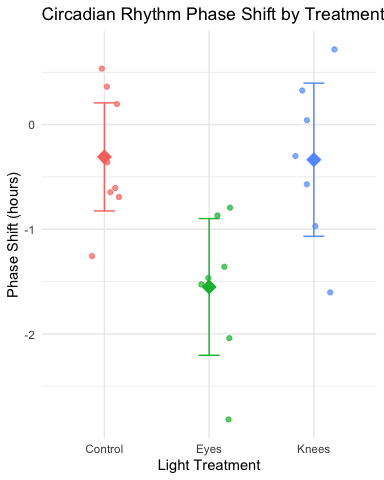 Circadian Rhythm Phase Shift by Treatment
Phase Shift (hours)
0
-1
-2
Control Eyes Knees
Light Treatment